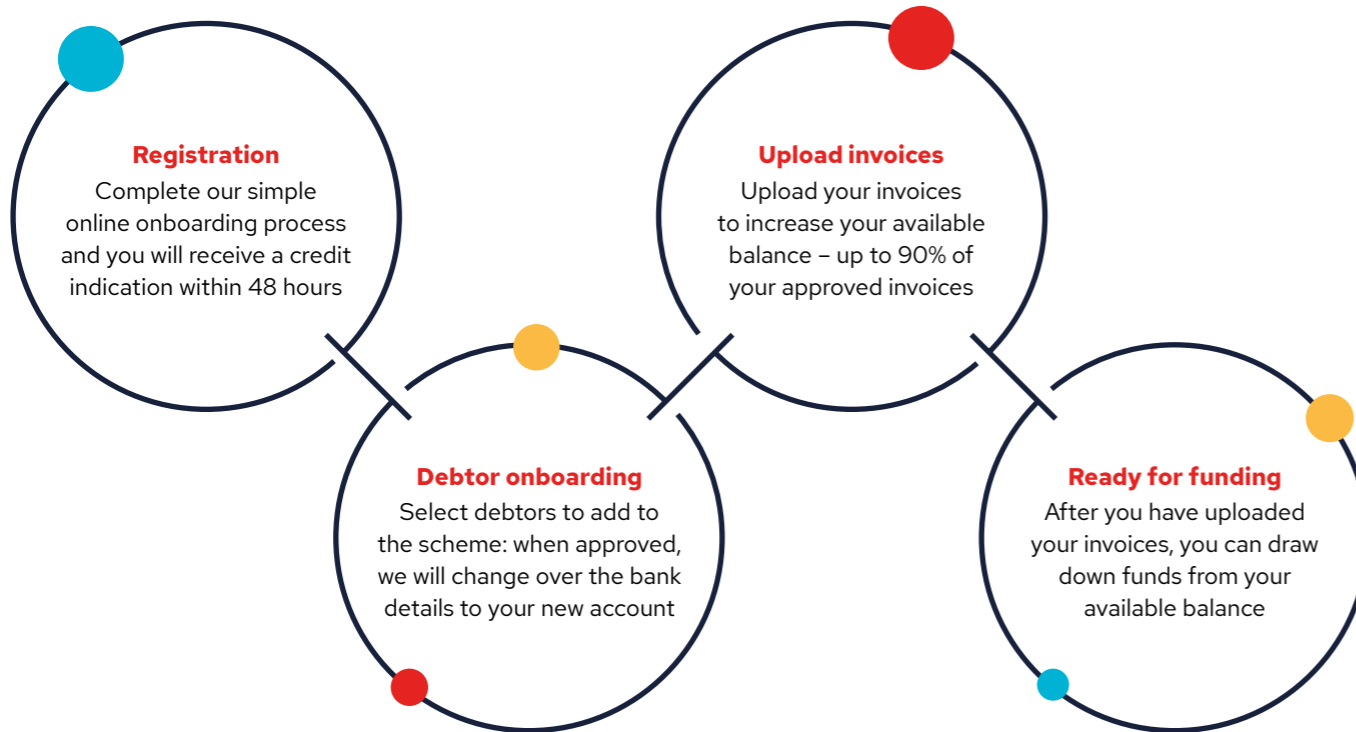 Registration
Complete our simple
online onboarding process
and you will receive a credit
indication within 48 hours
Debtor onboarding
Select debtors to add to
the scheme: when approved,
we will change over the bank
details to your new account
Upload invoices
Upload your invoices
to increase your available
balance – up to 90% of
your approved invoices
Ready for funding
After you have uploaded
your invoices, you can draw
down funds from your
available balance